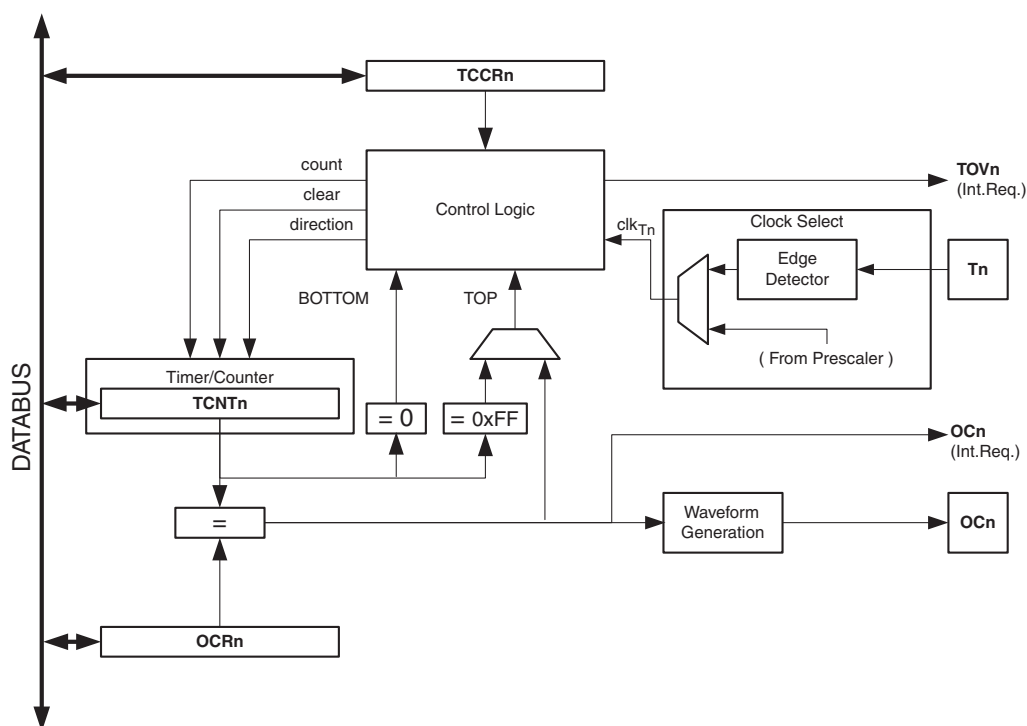 TCCRn
count
clear
direction
Control Logic
TOVn
(Int.Req.)
clkTn
Clock Select
Edge
Detector
Tn
( From Prescaler )
BOTTOM
TOP
Timer/Counter
TCNTn
= 0
= 0xFF
DATABUS
OCn
(Int.Req.)
=
Waveform
Generation
OCn
OCRn